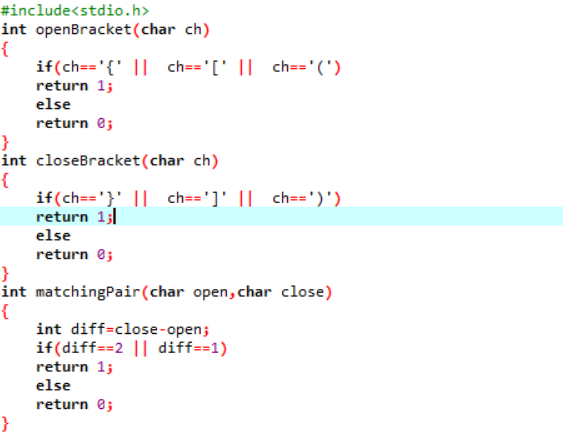 #include<stdio.h>
int openBracket(char ch)
{
    if(ch=='{' ||  ch=='[' ||  ch=='(')
    return 1;
    else
    return 0;
}
int closeBracket(char ch)
{
    if(ch=='}' ||  ch==']' ||  ch==')')
    return 1;
    else
    return 0;
}
int matchingPair(char open,char close)
{
    int diff=close-open;
    if(diff==2 || diff==1)
    return 1;
    else
    return 0;
}